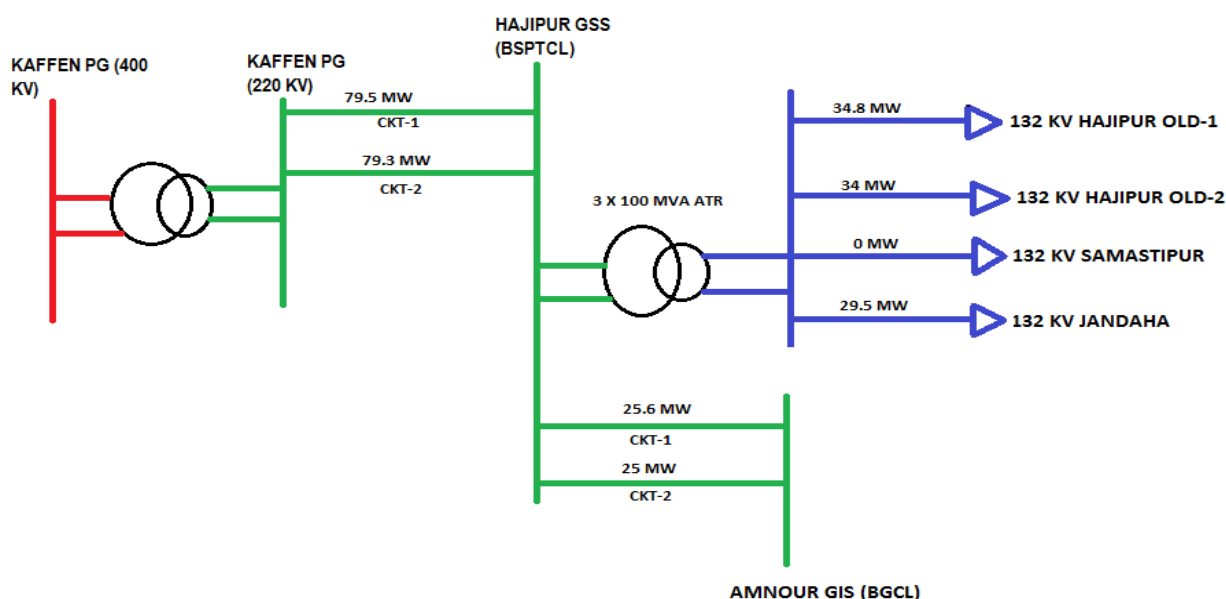 KAFFEN PG (400
KV)
KAFFEN PG
(220 KV)
HAJIPUR GSS
(BSPTCL)
79.5 MW
CKT-1
79.3 MW
CKT-2
3 X 100 MVA ATR
34.8 MW
132 KV HAJIPUR OLD-1
34 MW
132 KV HAJIPUR OLD-2
0 MW
132 KV SAMASTIPUR
29.5 MW
132 KV JANDAHA
25.6 MW
CKT-1
25 MW
CKT-2
AMNOUR GIS (BGCL)